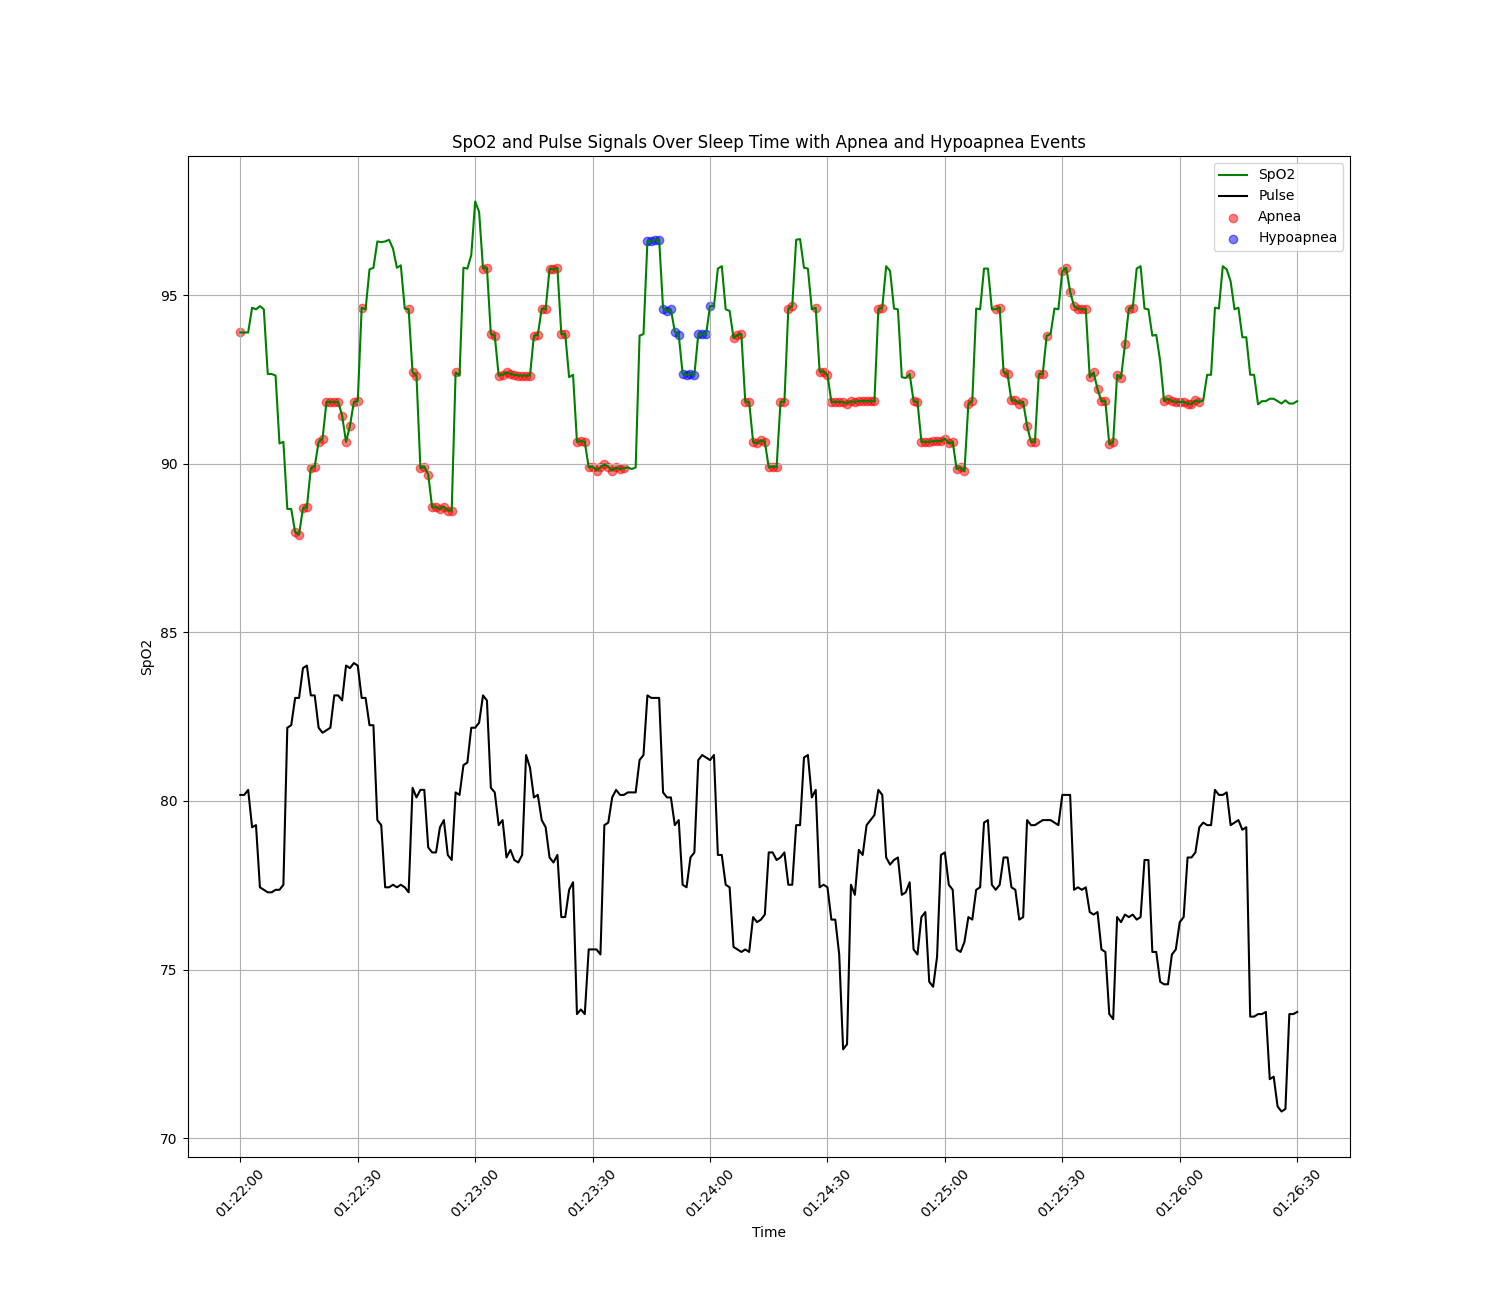 SpO2 and Pulse Signals Over Sleep Time with Apnea and Hypoapnea Events
SpO2
Pulse
Apnea
Hypoapnea
95
90
85
80
75
70
SpO2
01:22:00
01:22:30
01:23:00
01:23:30
01:24:00
01:24:30
01:25:00
01:25:30
01:26:00
01:26:30
Time